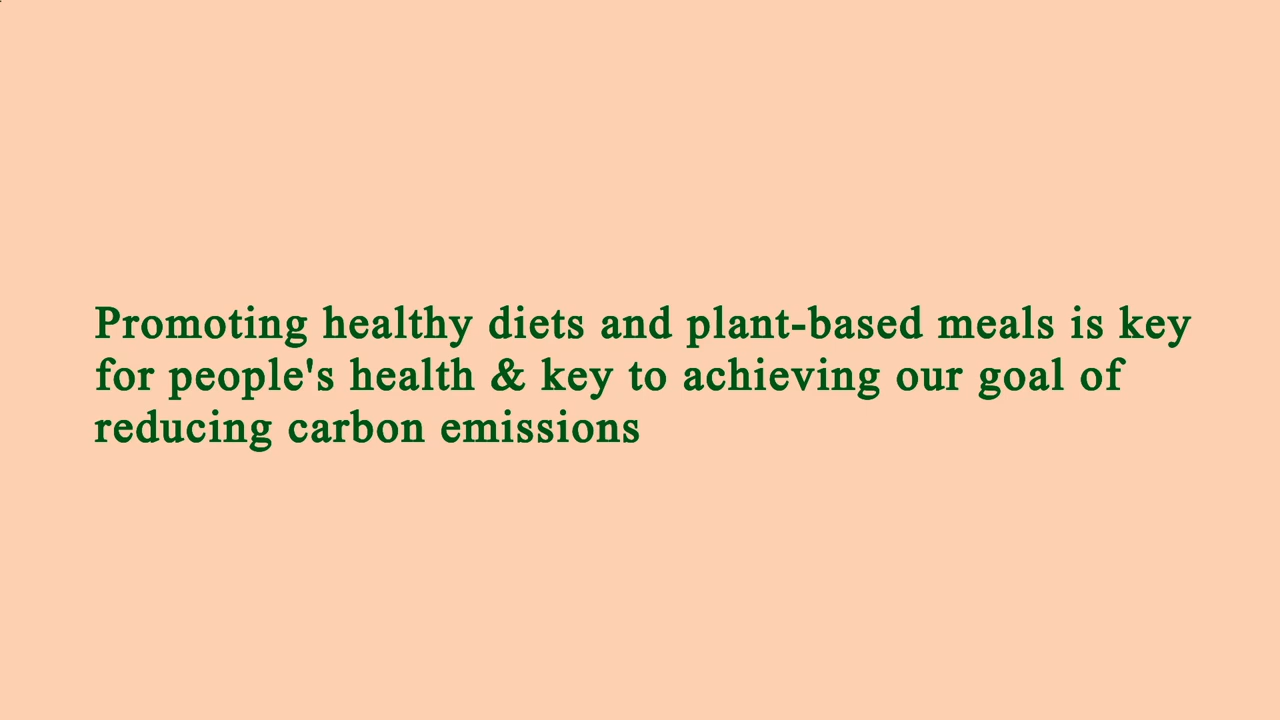 Promoting healthy diets and plant-based meals is key
for people's health & key to achieving our goal of
reducing carbon emissions